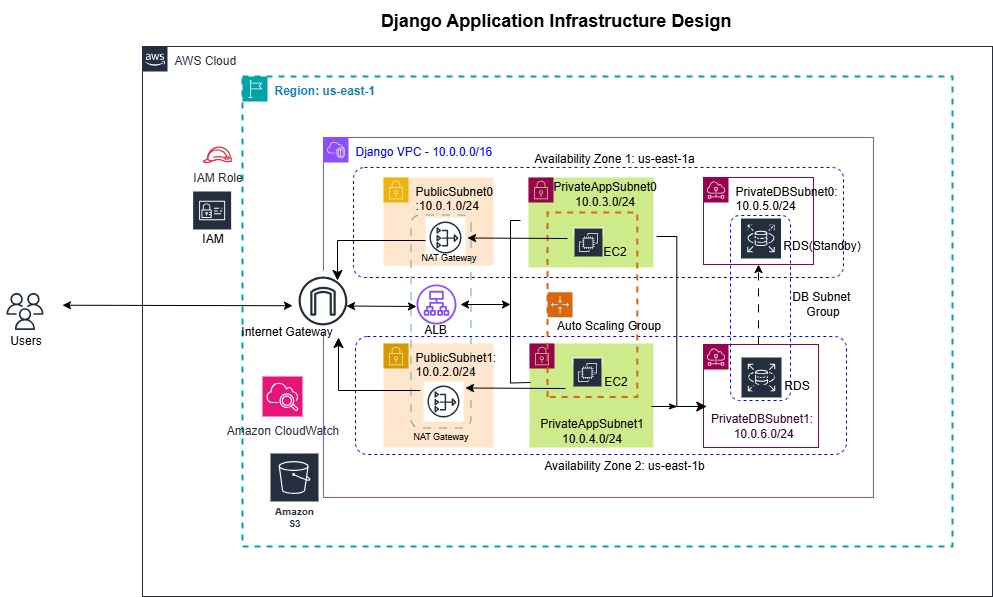 Django Application Infrastructure Design
aws
AWS Cloud
Region: us-east-1
Django VPC - 10.0.0.0/16
Availability Zone 1: us-east-1a
IAM Role
IAM
PublicSubnet0
:10.0.1.0/24
NAT Gateway
PrivateAppSubnet0
10.0.3.0/24
EC2
PrivateDBSubnet0:
10.0.5.0/24
RDS(Standby)
Users
Internet Gateway
ALB
Auto Scaling Group
DB Subnet
Group
PublicSubnet1:
10.0.2.0/24
NAT Gateway
EC2
PrivateAppSubnet1
10.0.4.0/24
RDS
PrivateDBSubnet1:
10.0.6.0/24
Availability Zone 2: us-east-1b
Amazon CloudWatch
Amazon
S3